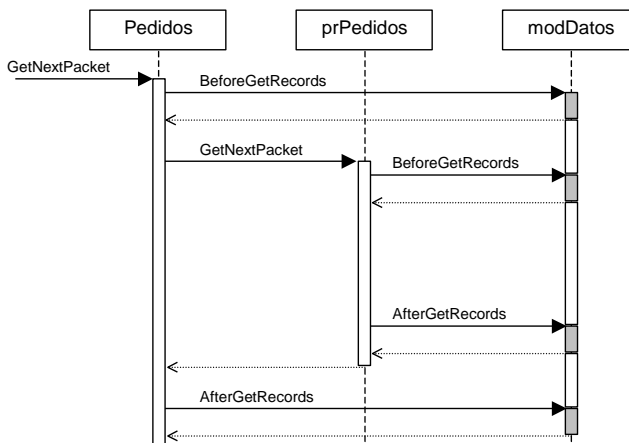 Pedidos
prPedidos
modDatos
GetNextPacket
BeforeGetRecords
GetNextPacket
BeforeGetRecords
AfterGetRecords
AfterGetRecords